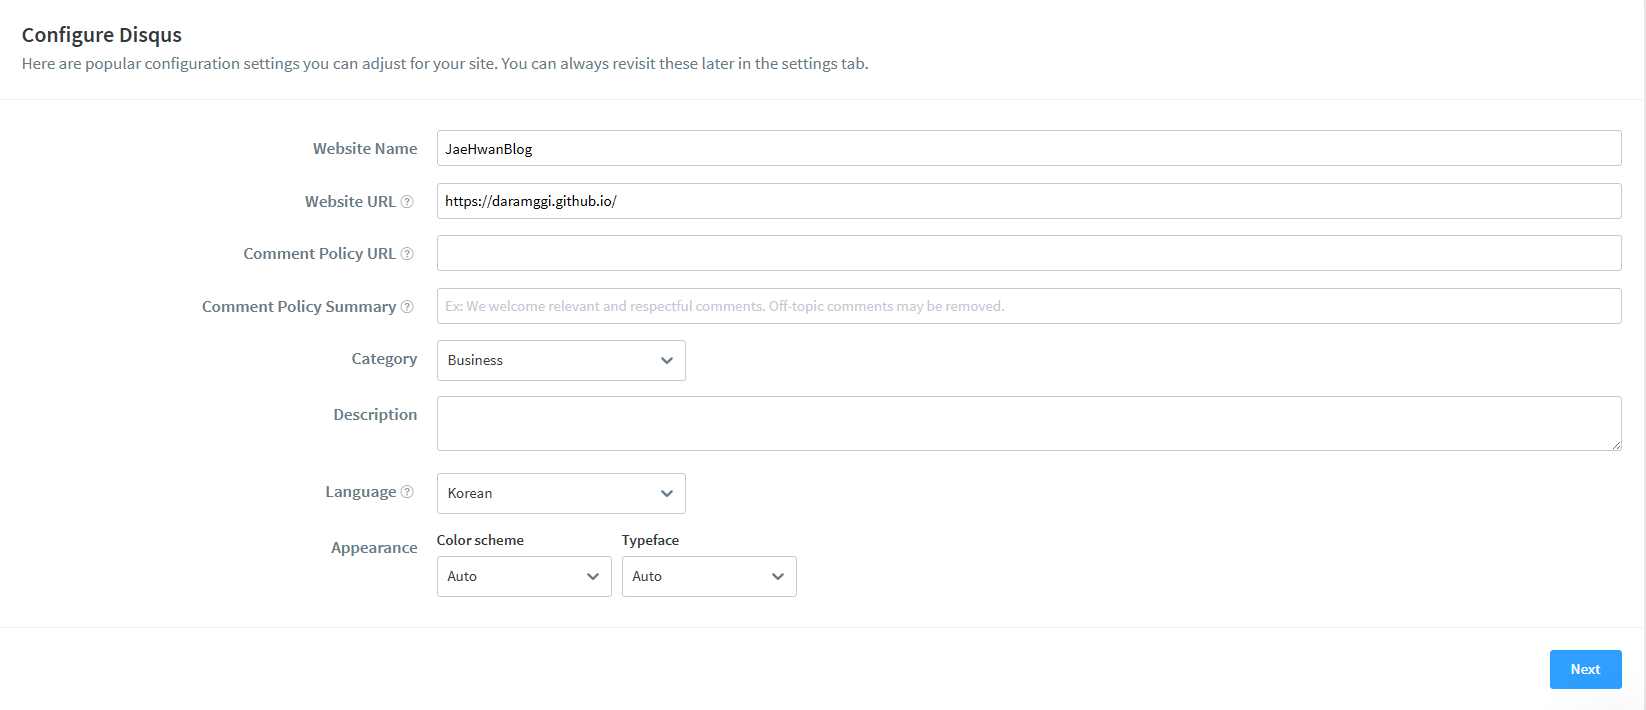 Configure Disqus
Here are popular configuration settings you can adjust for your site. You can always revisit these later in the settings tab.
Website Name
JaeHwanBlog
Website URL ?
https://daramggi.github.io/
Comment Policy URL ?
Comment Policy Summary ?
Ex: We welcome relevant and respectful comments. Off-topic comments may be removed.
Category
Business
Description
Language ?
Korean
Appearance
Color scheme
Typeface
Auto
Auto
Next